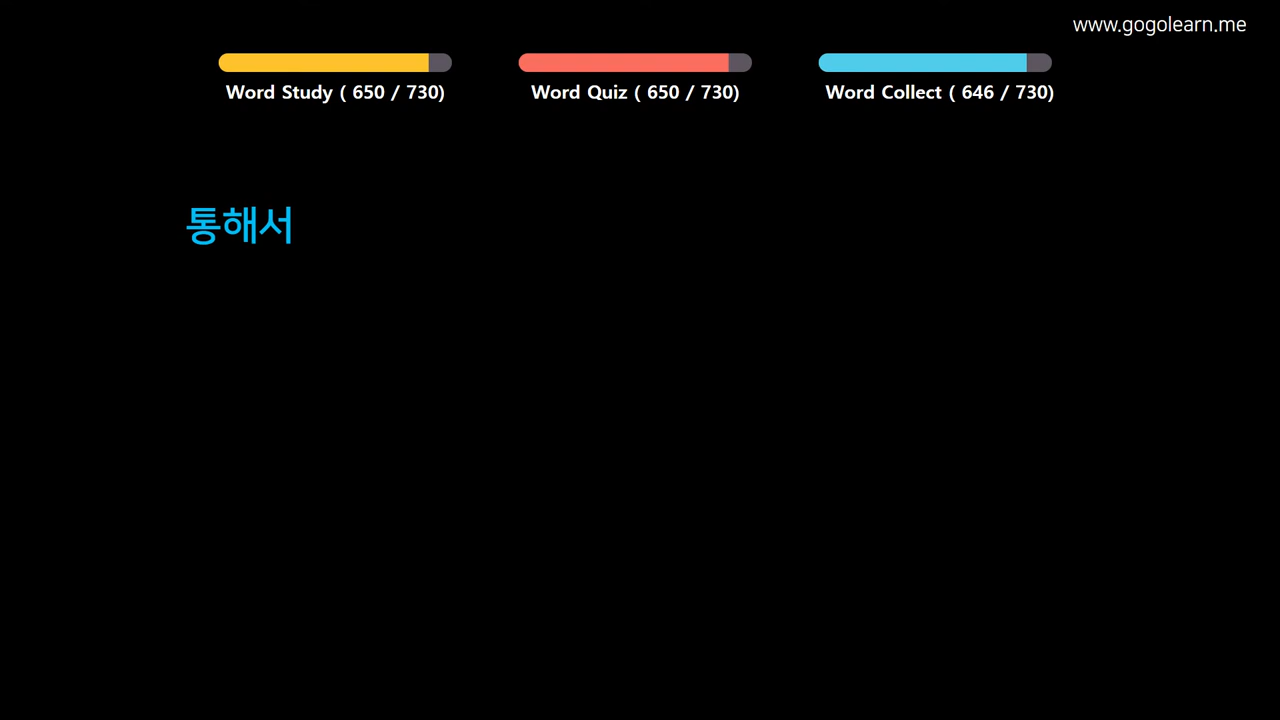 www.gogolearn.me
Word Study ( 650 / 730)
Word Quiz ( 650 / 730)
Word Collect ( 646 / 730)
통해서